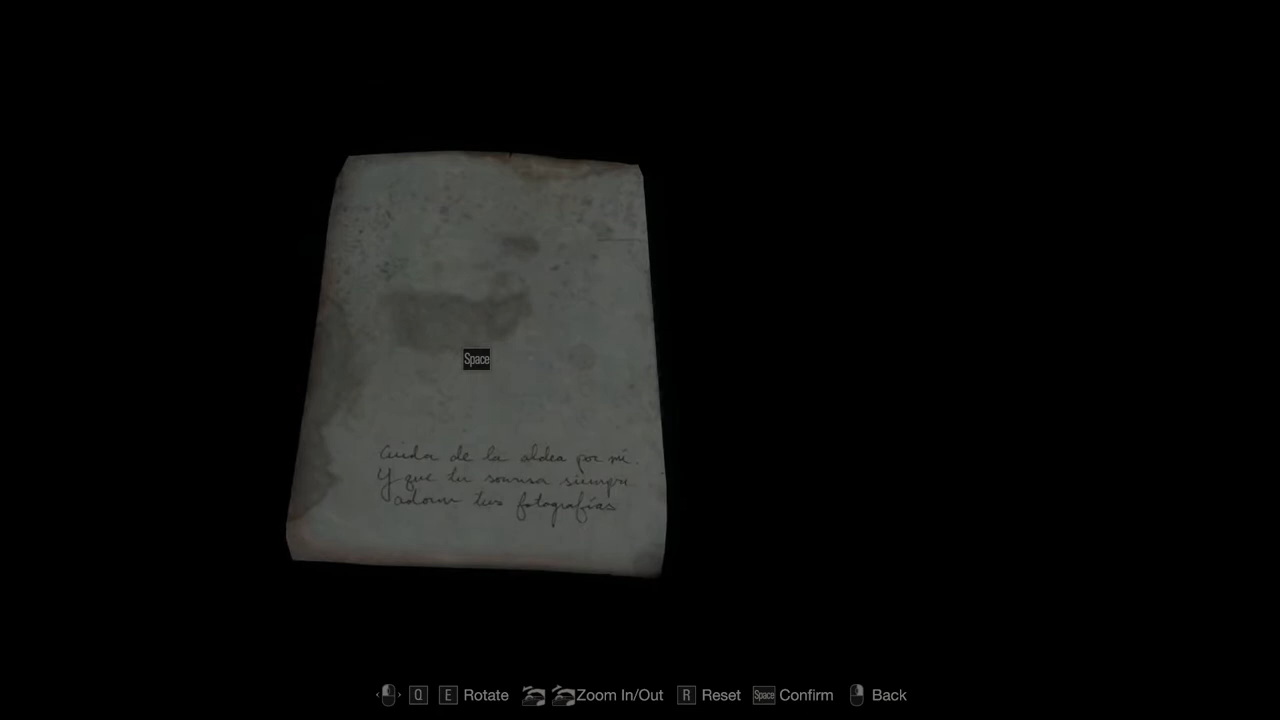 Space
Cuida de la aldea por mí.
Y que tu sonrisa siempre
adorne tus fotografías
Q E Rotate Zoom In/Out R Reset Space Confirm Back